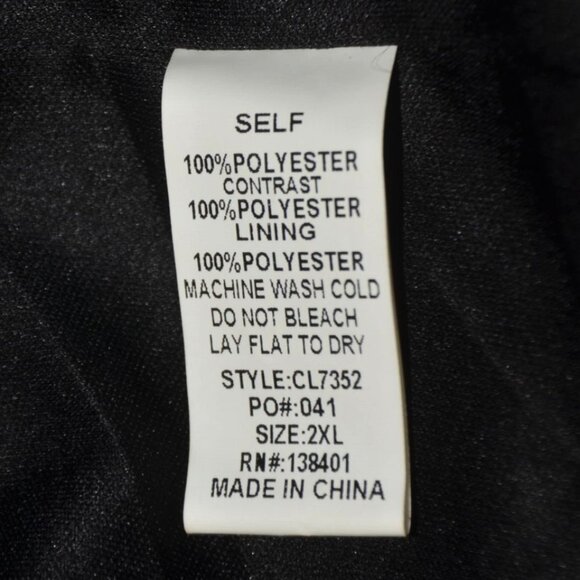 SELF
100%POLYESTER
CONTRAST
100%POLYESTER
LINING
100%POLYESTER
MACHINE WASH COLD
DO NOT BLEACH
LAY FLAT TO DRY
STYLE:CL7352
PO#:041
SIZE:2XL
RN#:138401
MADE IN CHINA